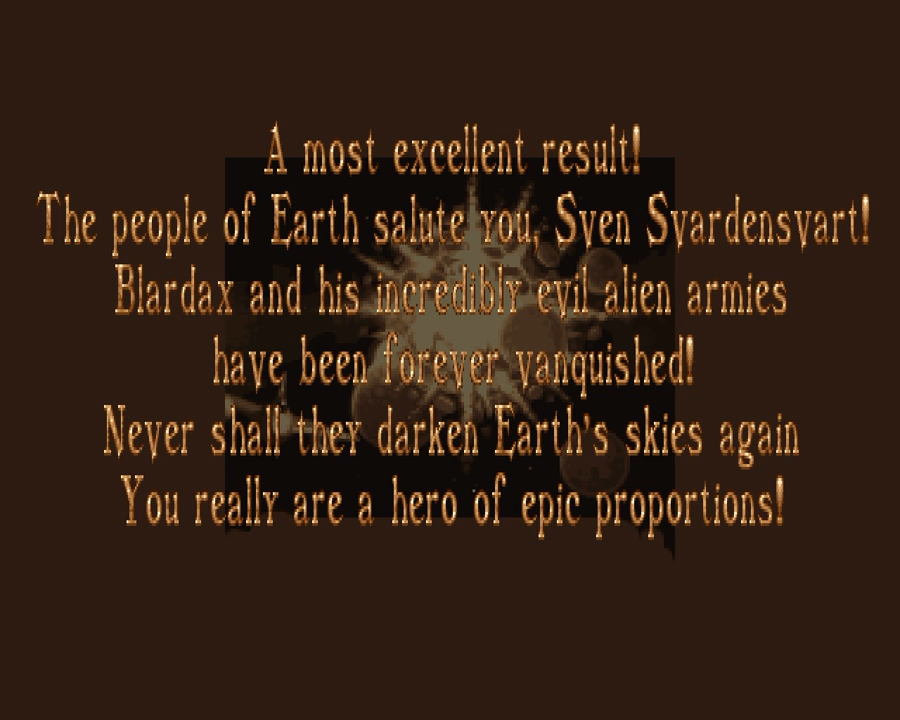 A most excellent result!
The people of Earth salute you, Sven Svardensvart!
Blardax and his incredibly evil alien armies
have been forever vanquished!
Never shall they darken Earth's skies again
You really are a hero of epic proportions!